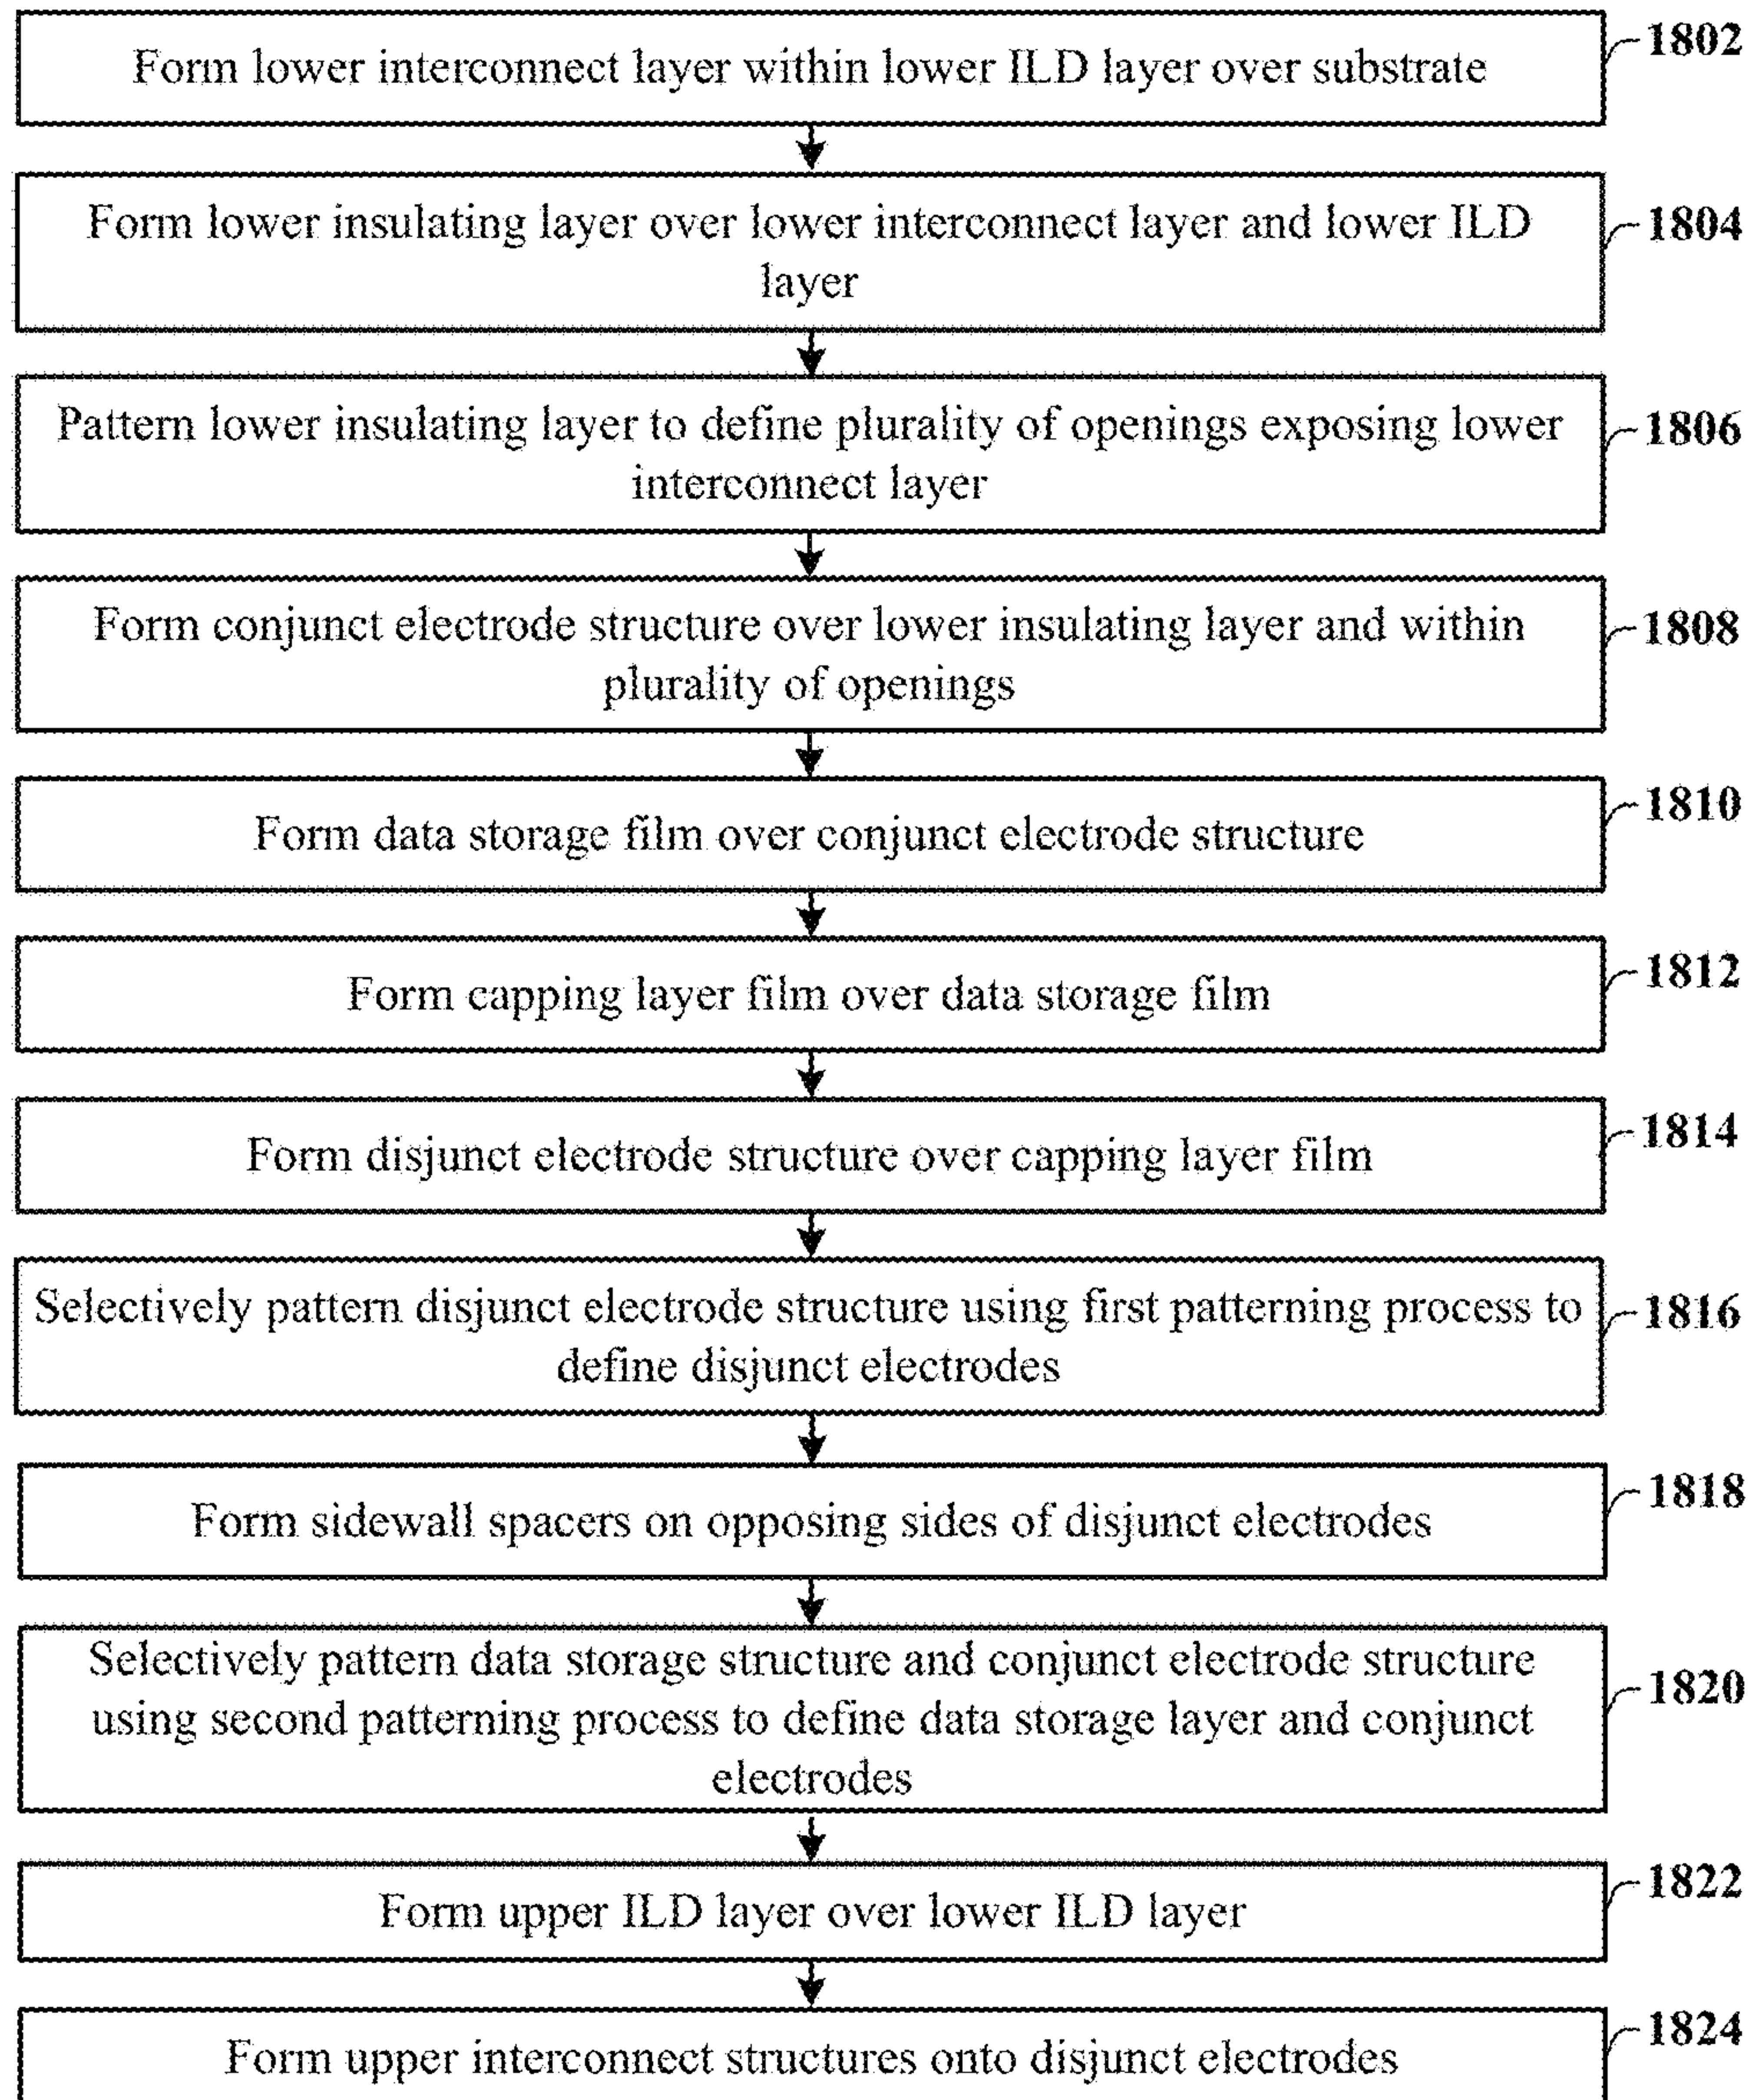 Form lower interconnect layer within lower ILD layer over substrate
1802
Form lower insulating layer over lower interconnect layer and lower ILD
layer
1804
Pattern lower insulating layer to define plurality of openings exposing lower
interconnect layer
1806
Form conjunct electrode structure over lower insulating layer and within
plurality of openings
1808
Form data storage film over conjunct electrode structure
1810
Form capping layer film over data storage film
1812
Form disjunct electrode structure over capping layer film
1814
Selectively pattern disjunct electrode structure using first patterning process to
define disjunct electrodes
1816
Form sidewall spacers on opposing sides of disjunct electrodes
1818
Selectively pattern data storage structure and conjunct electrode structure
using second patterning process to define data storage layer and conjunct
electrodes
1820
Form upper ILD layer over lower ILD layer
1822
Form upper interconnect structures onto disjunct electrodes
1824